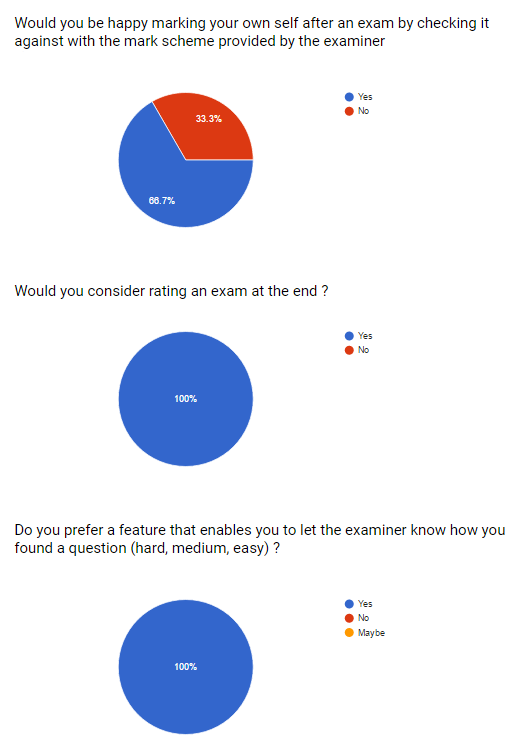 Would you be happy marking your own self after an exam by checking it
against with the mark scheme provided by the examiner
Yes
No
33.3%
66.7%
Would you consider rating an exam at the end ?
Yes
No
100%
Do you prefer a feature that enables you to let the examiner know how you
found a question (hard, medium, easy) ?
Yes
No
Maybe
100%